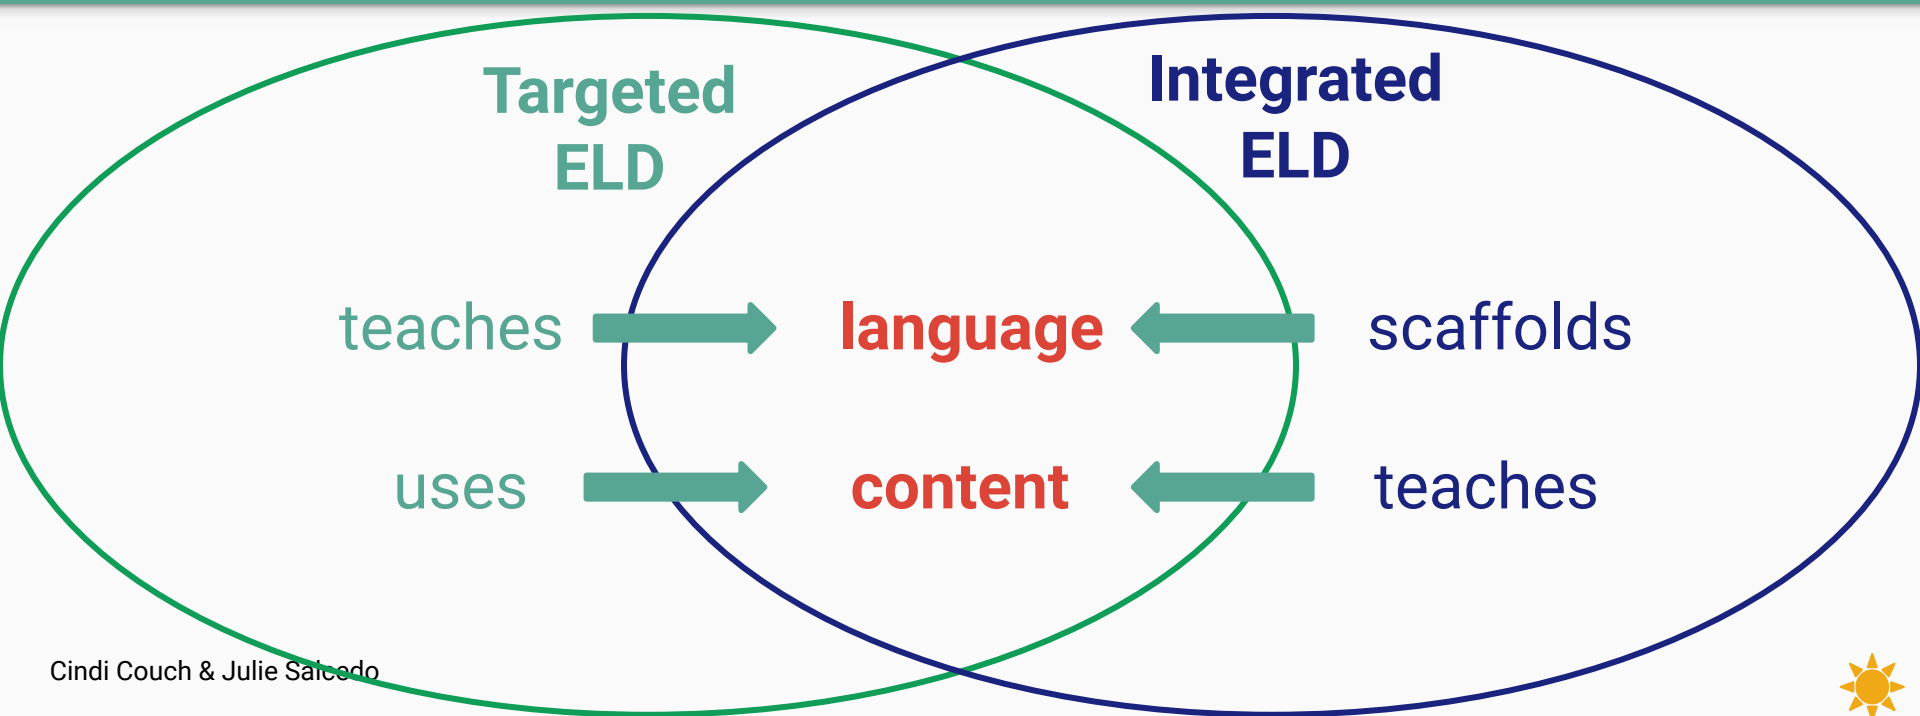 Targeted
ELD
Integrated
ELD
teaches language scaffolds
uses content teaches
Cindi Couch & Julie Salcedo